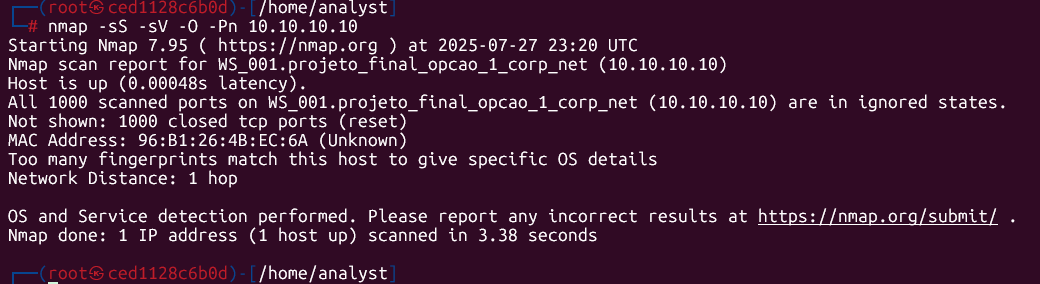 ┌──(root㉿ced1128c6b0d)-[/home/analyst]
└─# nmap -sS -sV -O -Pn 10.10.10.10
Starting Nmap 7.95 ( https://nmap.org ) at 2025-07-27 23:20 UTC
Nmap scan report for WS_001.projeto_final_opcao_1_corp_net (10.10.10.10)
Host is up (0.00048s latency).
All 1000 scanned ports on WS_001.projeto_final_opcao_1_corp_net (10.10.10.10) are in ignored states.
Not shown: 1000 closed tcp ports (reset)
MAC Address: 96:B1:26:4B:EC:6A (Unknown)
Too many fingerprints match this host to give specific OS details
Network Distance: 1 hop
OS and Service detection performed. Please report any incorrect results at https://nmap.org/submit/ .
Nmap done: 1 IP address (1 host up) scanned in 3.38 seconds
┌──(root㉿ced1128c6b0d)-[/home/analyst]